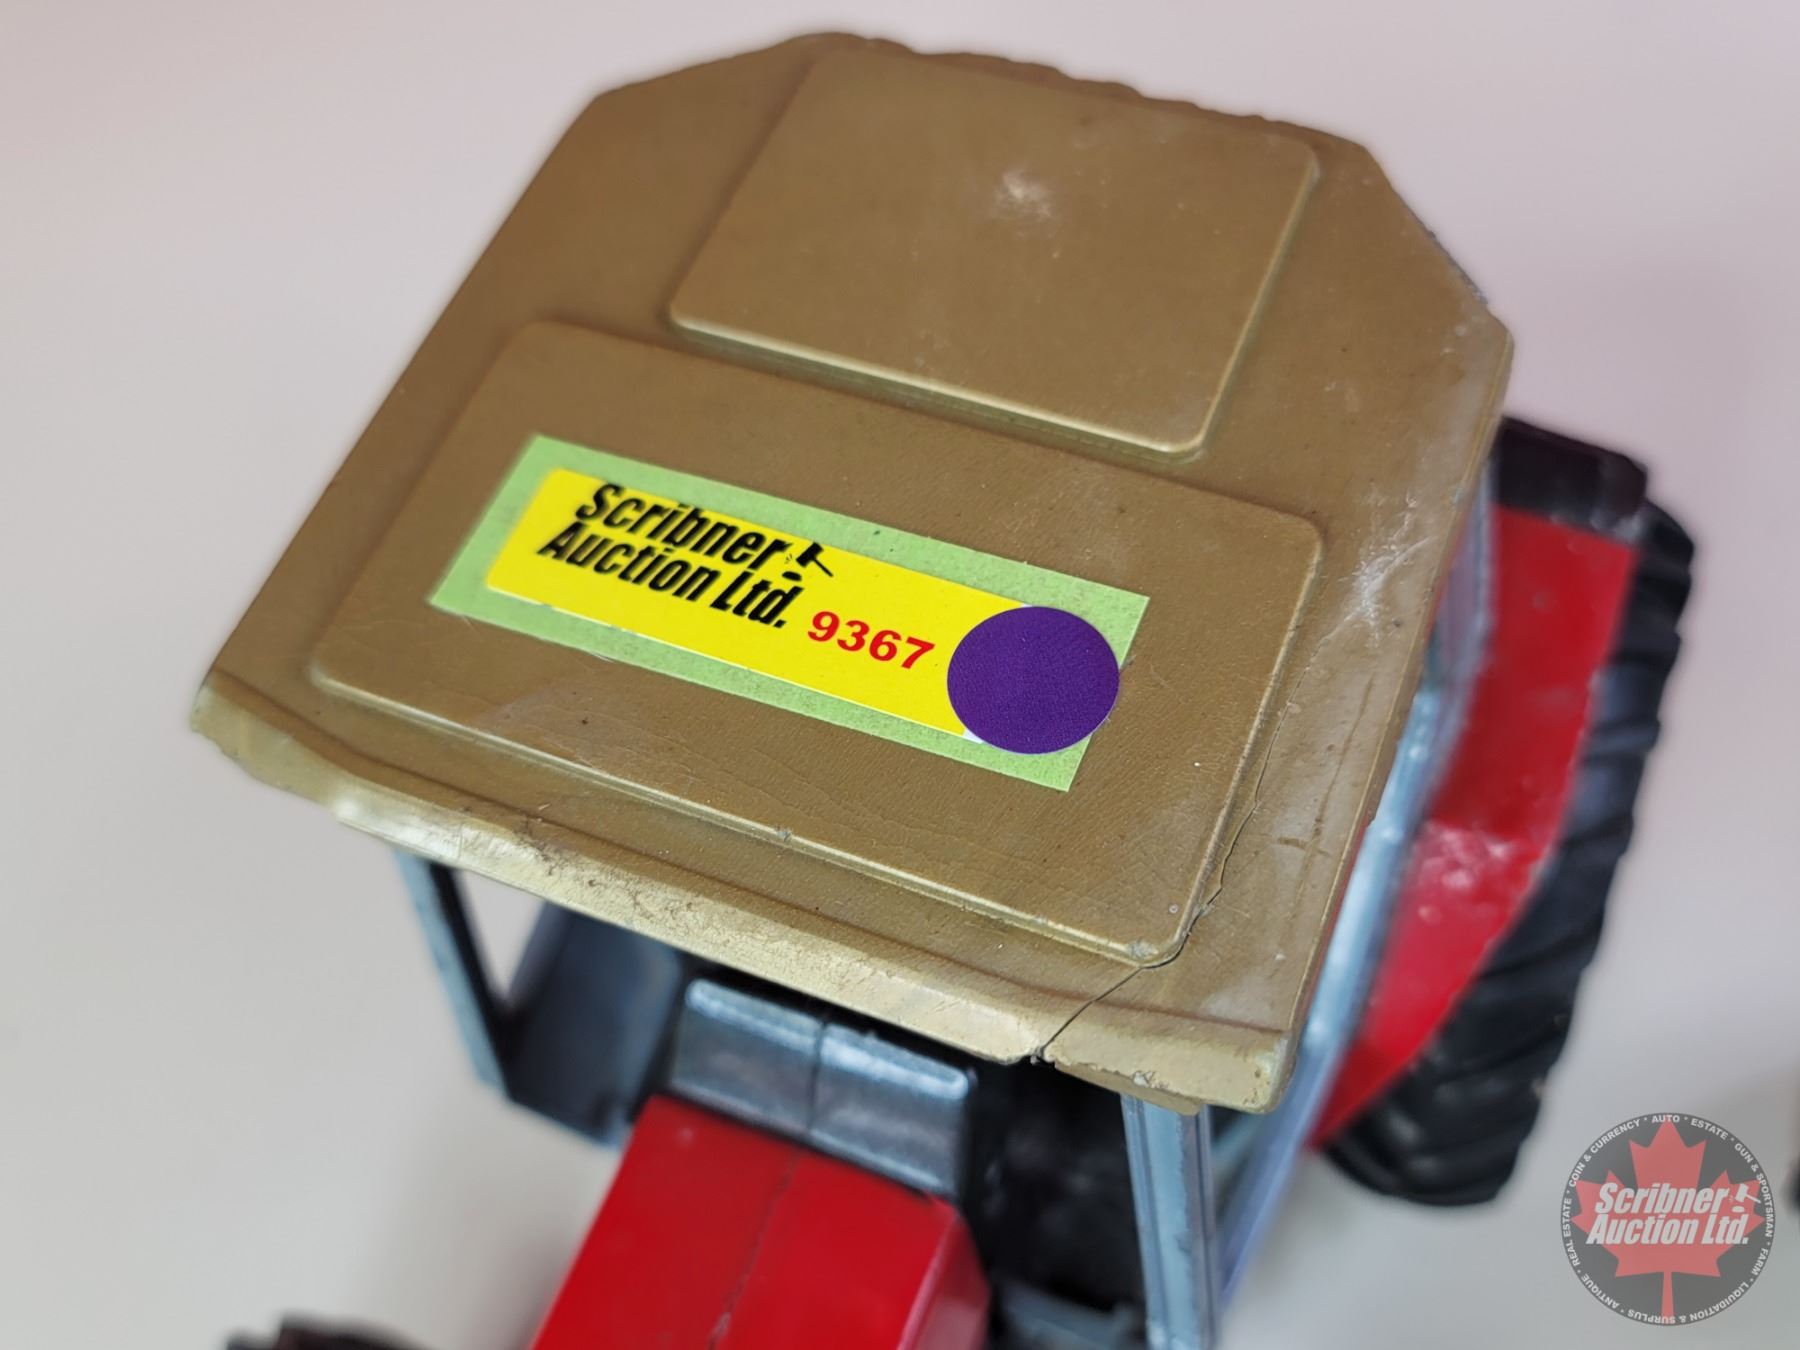 Scribner
Auction Ltd.
9367
COIN & CURRENCY • AUTO • ESTATE • GUN & SPORTSMAN • FARM • LIQUIDATION & SURPLUS • ANTIQUE • REAL ESTATE •
Scribner
Auction Ltd.